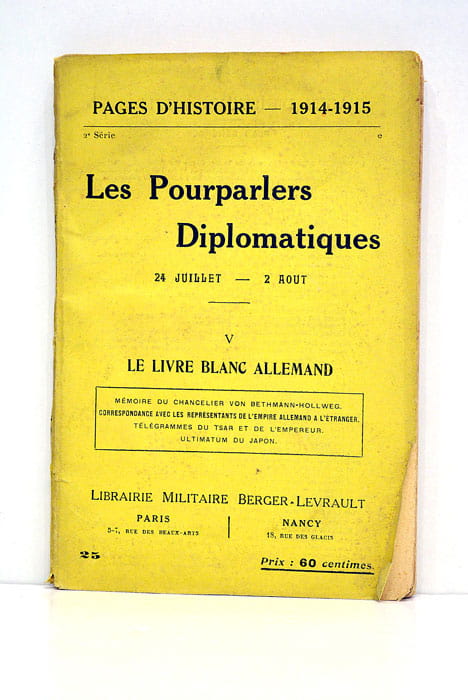 PAGES D'HISTOIRE — 1914-1915
2e Série
Les Pourparlers
Diplomatiques
24 JUILLET — 2 AOUT
V
LE LIVRE BLANC ALLEMAND
MÉMOIRE DU CHANCELIER VON BETHMANN-HOLLWEG.
CORRESPONDANCE AVEC LES REPRÉSENTANTS DE L'EMPIRE ALLEMAND A L'ÉTRANGER.
TÉLÉGRAMMES DU TSAR ET DE L'EMPEREUR.
ULTIMATUM DU JAPON.
LIBRAIRIE MILITAIRE BERGER-LEVRAULT
PARIS
5-7, RUE DES BEAUX-ARTS
NANCY
18, RUE DES GLACIS
25
Prix : 60 centimes.